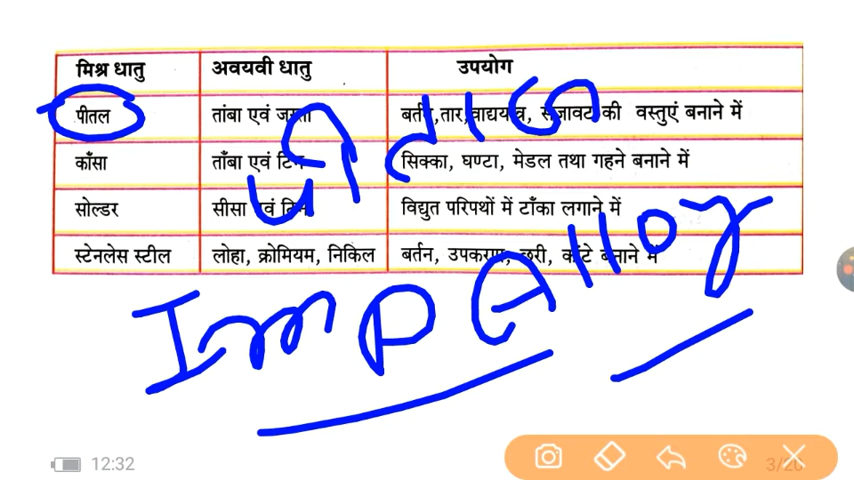 मिश्र धातु अवयवी धातु उपयोग
पीतल तांबा एवं जस्ता बर्तन,तार,वाद्ययंत्र, सजावट की वस्तुएं बनाने में
काँसा ताँबा एवं टिन सिक्का, घण्टा, मेडल तथा गहने बनाने में
सोल्डर सीसा एवं टिन विद्युत परिपथों में टाँका लगाने में
स्टेनलेस स्टील लोहा, क्रोमियम, निकिल बर्तन, उपकरण, छुरी, काँटे बनाने में
पीतल
Imp Alloy
12:32
3/20